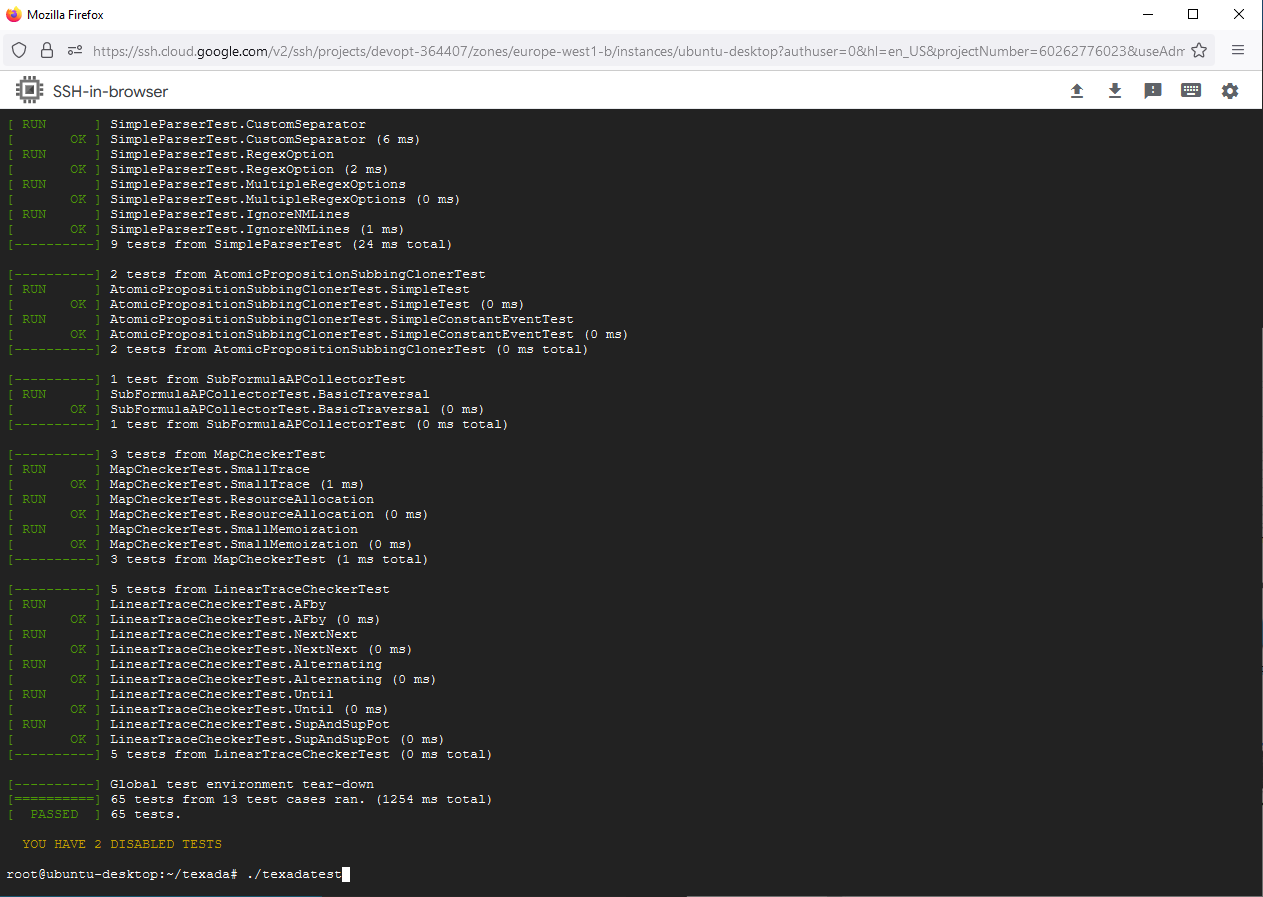 Mozilla Firefox
https://ssh.cloud.google.com/v2/ssh/projects/devopt-364407/zones/europe-west1-b/instances/ubuntu-desktop?authuser=0&hl=en_US&projectNumber=60262776023&useAdm
SSH-in-browser
[ RUN      ] SimpleParserTest.CustomSeparator
[       OK ] SimpleParserTest.CustomSeparator (6 ms)
[ RUN      ] SimpleParserTest.RegexOption
[       OK ] SimpleParserTest.RegexOption (2 ms)
[ RUN      ] SimpleParserTest.MultipleRegexOptions
[       OK ] SimpleParserTest.MultipleRegexOptions (0 ms)
[ RUN      ] SimpleParserTest.IgnoreNMLines
[       OK ] SimpleParserTest.IgnoreNMLines (1 ms)
[----------] 9 tests from SimpleParserTest (24 ms total)
[----------] 2 tests from AtomicPropositionSubbingClonerTest
[ RUN      ] AtomicPropositionSubbingClonerTest.SimpleTest
[       OK ] AtomicPropositionSubbingClonerTest.SimpleTest (0 ms)
[ RUN      ] AtomicPropositionSubbingClonerTest.SimpleConstantEventTest
[       OK ] AtomicPropositionSubbingClonerTest.SimpleConstantEventTest (0 ms)
[----------] 2 tests from AtomicPropositionSubbingClonerTest (0 ms total)
[----------] 1 test from SubFormulaAPCollectorTest
[ RUN      ] SubFormulaAPCollectorTest.BasicTraversal
[       OK ] SubFormulaAPCollectorTest.BasicTraversal (0 ms)
[----------] 1 test from SubFormulaAPCollectorTest (0 ms total)
[----------] 3 tests from MapCheckerTest
[ RUN      ] MapCheckerTest.SmallTrace
[       OK ] MapCheckerTest.SmallTrace (1 ms)
[ RUN      ] MapCheckerTest.ResourceAllocation
[       OK ] MapCheckerTest.ResourceAllocation (0 ms)
[ RUN      ] MapCheckerTest.SmallMemoization
[       OK ] MapCheckerTest.SmallMemoization (0 ms)
[----------] 3 tests from MapCheckerTest (1 ms total)
[----------] 5 tests from LinearTraceCheckerTest
[ RUN      ] LinearTraceCheckerTest.AFby
[       OK ] LinearTraceCheckerTest.AFby (0 ms)
[ RUN      ] LinearTraceCheckerTest.NextNext
[       OK ] LinearTraceCheckerTest.NextNext (0 ms)
[ RUN      ] LinearTraceCheckerTest.Alternating
[       OK ] LinearTraceCheckerTest.Alternating (0 ms)
[ RUN      ] LinearTraceCheckerTest.Until
[       OK ] LinearTraceCheckerTest.Until (0 ms)
[ RUN      ] LinearTraceCheckerTest.SupAndSupPot
[       OK ] LinearTraceCheckerTest.SupAndSupPot (0 ms)
[----------] 5 tests from LinearTraceCheckerTest (0 ms total)
[----------] Global test environment tear-down
[==========] 65 tests from 13 test cases ran. (1254 ms total)
[  PASSED  ] 65 tests.
YOU HAVE 2 DISABLED TESTS
root@ubuntu-desktop:~/texada# ./texadatest